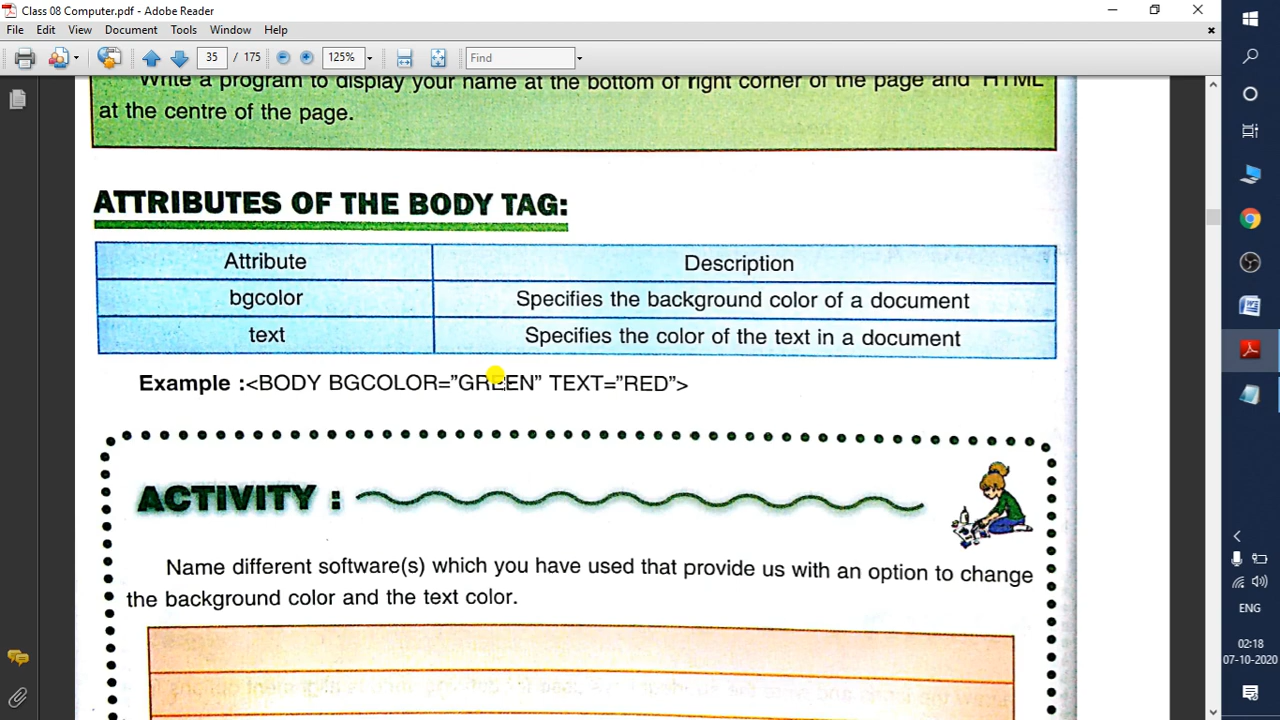 Class 08 Computer.pdf - Adobe Reader
File Edit View Document Tools Window Help
35 / 175 125% Find
Write a program to display your name at the bottom of right corner of the page and HTML
at the centre of the page.
ATTRIBUTES OF THE BODY TAG:
Attribute Description
bgcolor Specifies the background color of a document
text Specifies the color of the text in a document
Example :<BODY BGCOLOR=”GREEN” TEXT=”RED”>
ACTIVITY :
Name different software(s) which you have used that provide us with an option to change
the background color and the text color.
ENG
02:18
07-10-2020